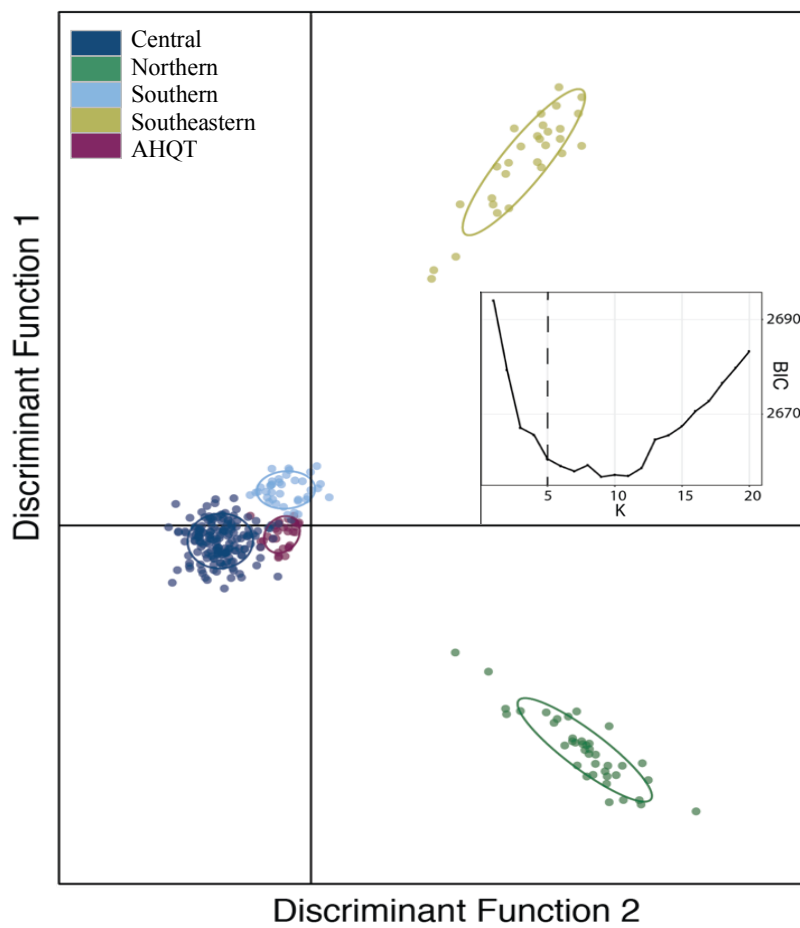 Central
Northern
Southern
Southeastern
AHQT
Discriminant Function 1
2690
2670
BIC
5
10
15
20
K
Discriminant Function 2